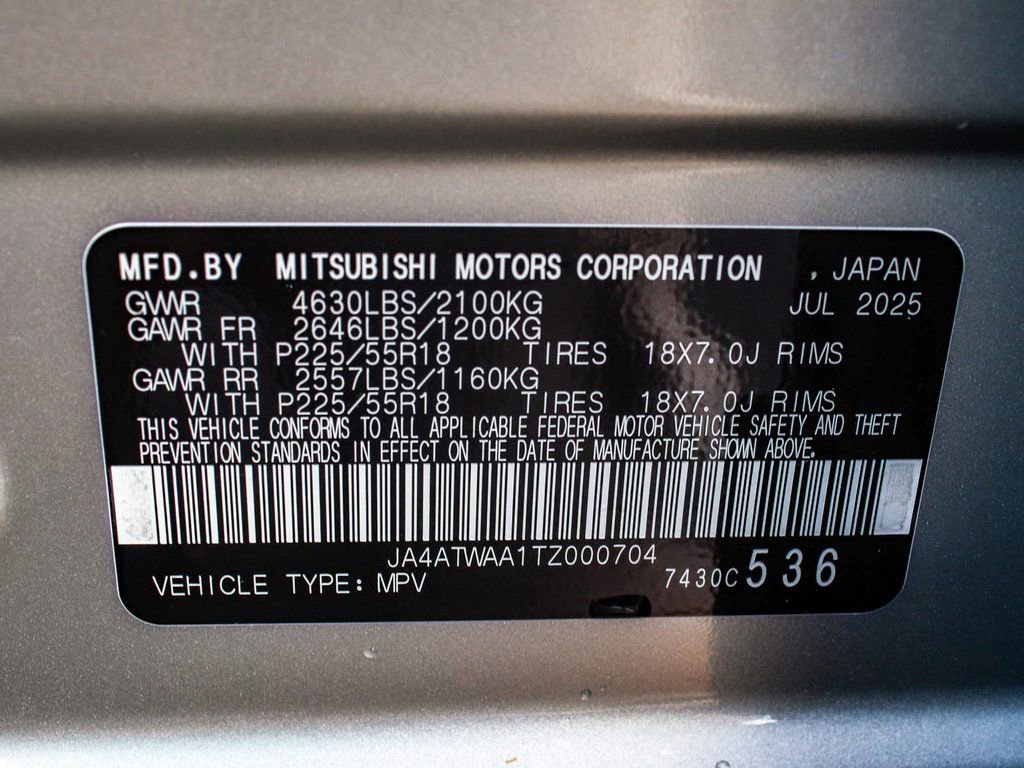 MFD.BY MITSUBISHI MOTORS CORPORATION , JAPAN
GVWR 4630LBS/2100KG JUL 2025
GAWR FR 2646LBS/1200KG
WITH P225/55R18 TIRES 18X7.0J RIMS
GAWR RR 2557LBS/1160KG
WITH P225/55R18 TIRES 18X7.0J RIMS
THIS VEHICLE CONFORMS TO ALL APPLICABLE FEDERAL MOTOR VEHICLE SAFETY AND THEFT
PREVENTION STANDARDS IN EFFECT ON THE DATE OF MANUFACTURE SHOWN ABOVE.
JA4ATWAA1TZ000704
VEHICLE TYPE: MPV 7430C 536